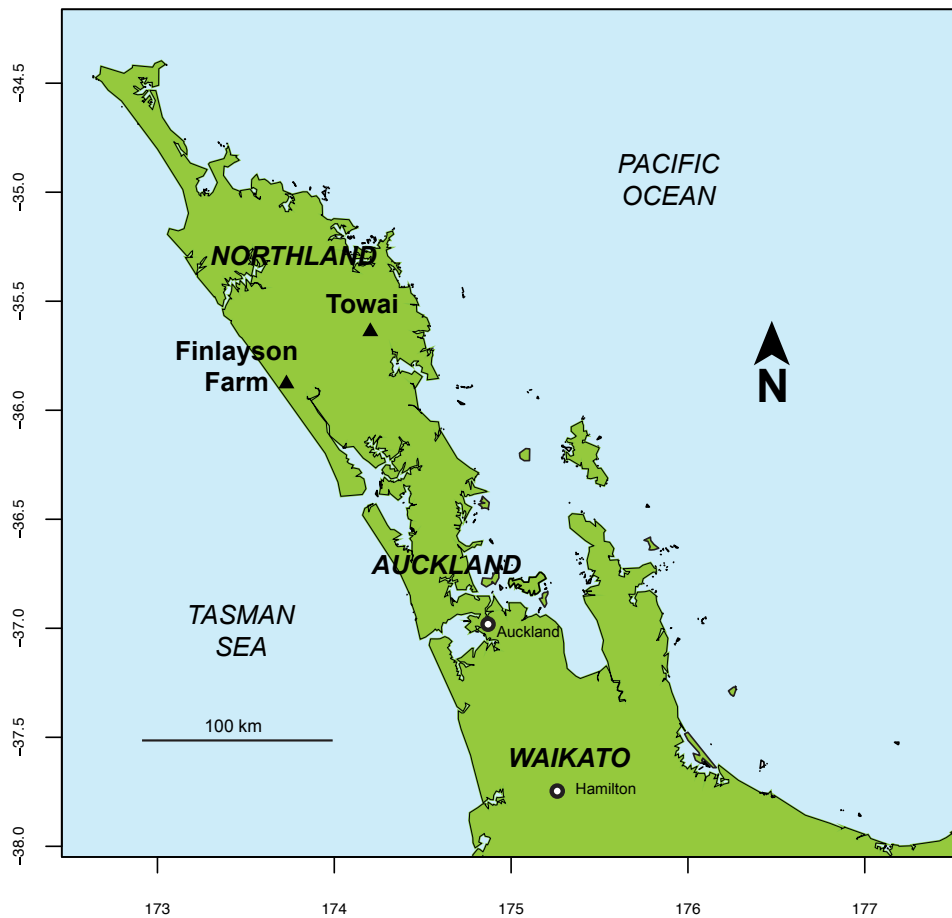 PACIFIC
OCEAN
NORTHLAND
Towai
Finlayson
Farm
N
AUCKLAND
TASMAN
SEA
Auckland
100 km
WAIKATO
Hamilton
−34.5
−35.0
−35.5
−36.0
−36.5
−37.0
−37.5
−38.0
173
174
175
176
177